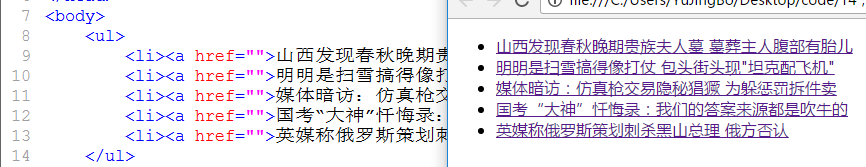 7 <body>
8 <ul>
9 <li><a href="">山西发现春秋晚期贵
10 <li><a href="">明明是扫雪搞得像打
11 <li><a href="">媒体暗访：仿真枪交
12 <li><a href="">国考“大神”忏悔录：
13 <li><a href="">英媒称俄罗斯策划刺
14 </ul>
山西发现春秋晚期贵族夫人墓 墓葬主人腹部有胎儿
明明是扫雪搞得像打仗 包头街头现"坦克配飞机"
媒体暗访：仿真枪交易隐秘猖獗 为躲惩罚拆件卖
国考“大神”忏悔录：我们的答案来源都是吹牛的
英媒称俄罗斯策划刺杀黑山总理 俄方否认